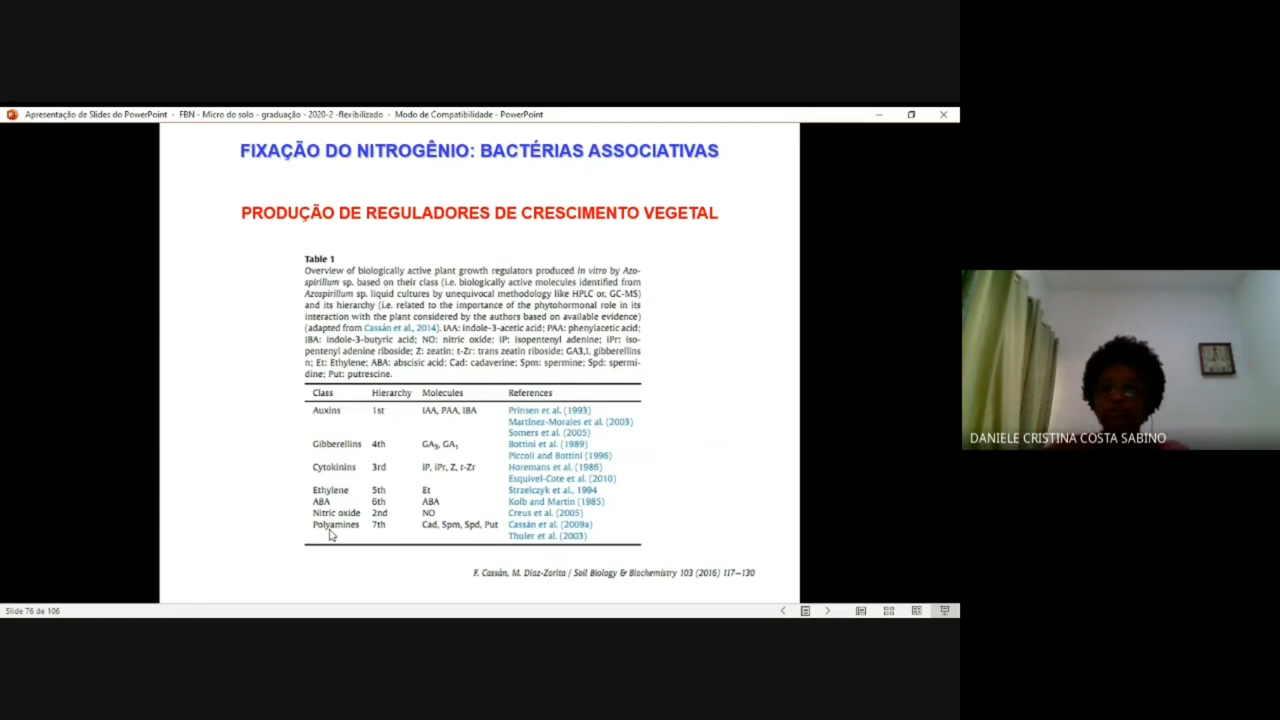 Apresentação de Slides do PowerPoint - FBN - Micro do solo - graduação - 2020-2 -flexibilizado - Modo de Compatibilidade - PowerPoint
FIXAÇÃO DO NITROGÊNIO: BACTÉRIAS ASSOCIATIVAS
PRODUÇÃO DE REGULADORES DE CRESCIMENTO VEGETAL
Table 1
Overview of biologically active plant growth regulators produced in vitro by Azo-
spirillum sp. based on their class (i.e. biologically active molecules identified from
Azospirillum sp. liquid cultures by unequivocal methodology like HPLC or, GC-MS)
and its hierarchy (i.e. related to the importance of the phytohormonal role in its
interaction with the plant considered by the authors based on available evidence)
(adapted from Cassán et al., 2014). IAA: indole-3-acetic acid; PAA: phenylacetic acid;
IBA: indole-3-butyric acid; NO: nitric oxide; iP: isopentenyl adenine; iPr: iso-
pentenyl adenine riboside; Z: zeatin; t-Zr: trans zeatin riboside; GA3,1, gibberellins
n; Et: Ethylene; ABA: abscisic acid; Cad: cadaverine; Spm: spermine; Spd: spermi-
dine; Put: putrescine.
Class Hierarchy Molecules References
Auxins 1st IAA, PAA, IBA Prinsen et al. (1993)
Martínez-Morales et al. (2003)
Somers et al. (2005)
Gibberellins 4th GA3, GA1 Bottini et al. (1989)
Piccoli and Bottini (1996)
Cytokinins 3rd iP, iPr, Z, t-Zr Horemans et al. (1986)
Esquivel-Cote et al. (2010)
Ethylene 5th Et Strzelczyk et al., 1994
ABA 6th ABA Kolb and Martin (1985)
Nitric oxide 2nd NO Creus et al. (2005)
Polyamines 7th Cad, Spm, Spd, Put Cassán et al. (2009a)
Thuler et al. (2003)
F. Cassán, M. Diaz-Zorita / Soil Biology & Biochemistry 103 (2016) 117–130
Slide 76 de 106
DANIELE CRISTINA COSTA SABINO